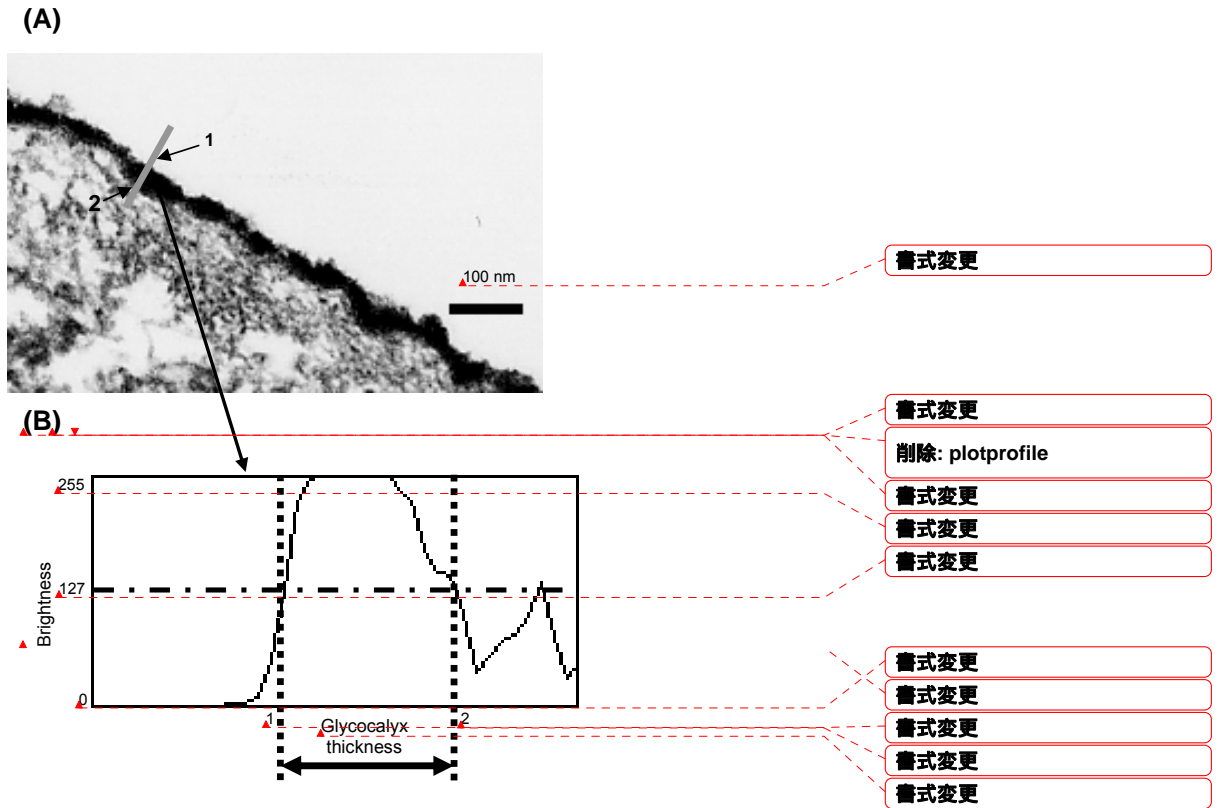 (A)
1
2
100 nm
書式変更
(B)
書式変更
削除: plotprofile
書式変更
書式変更
書式変更
255
127
Brightness
0
1
2
Glycocalyx
thickness
書式変更
書式変更
書式変更
書式変更
書式変更